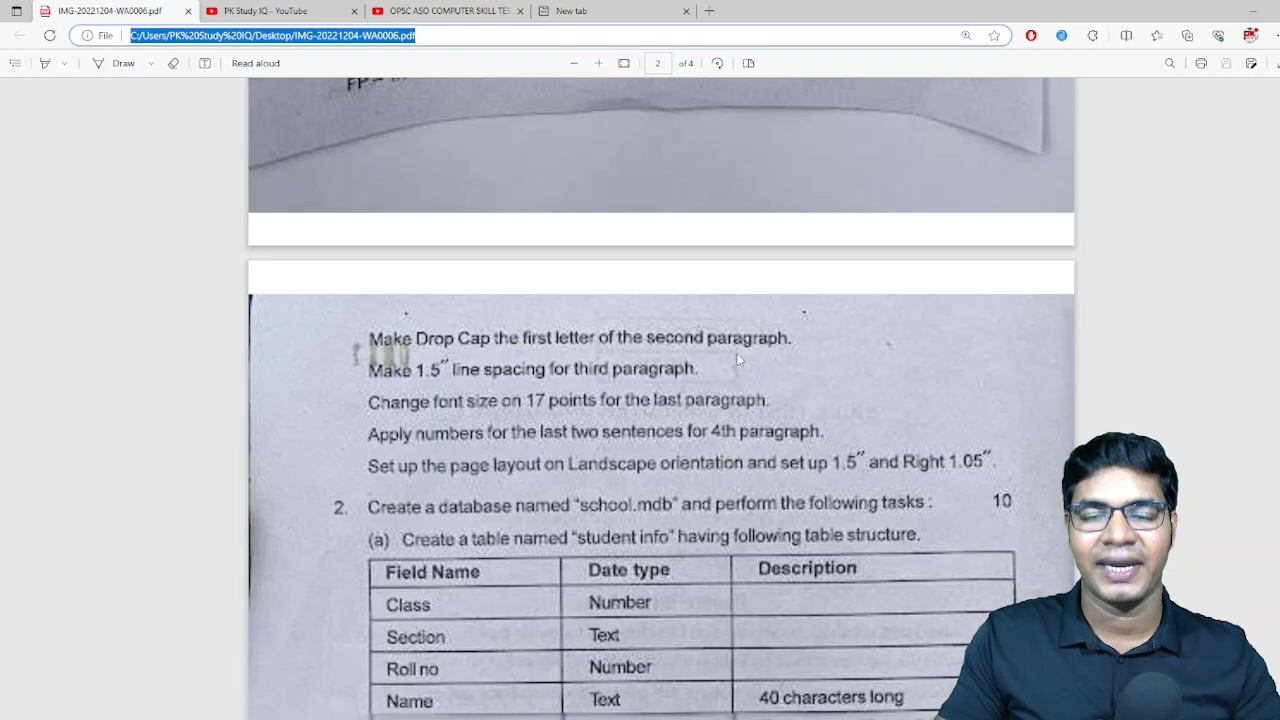 IMG-20221204-WA0006.pdf
PK Study IQ - YouTube
OPSC ASO COMPUTER SKILL TES
New tab
File
C:/Users/PK%20Study%20IQ/Desktop/IMG-20221204-WA0006.pdf
Draw
Read aloud
2 of 4
Make Drop Cap the first letter of the second paragraph.
Make 1.5″ line spacing for third paragraph.
Change font size on 17 points for the last paragraph.
Apply numbers for the last two sentences for 4th paragraph.
Set up the page layout on Landscape orientation and set up 1.5″ and Right 1.05″.
2. Create a database named "school.mdb" and perform the following tasks : 10
(a) Create a table named "student info" having following table structure.
Field Name Date type Description
Class Number
Section Text
Roll no Number
Name Text 40 characters long